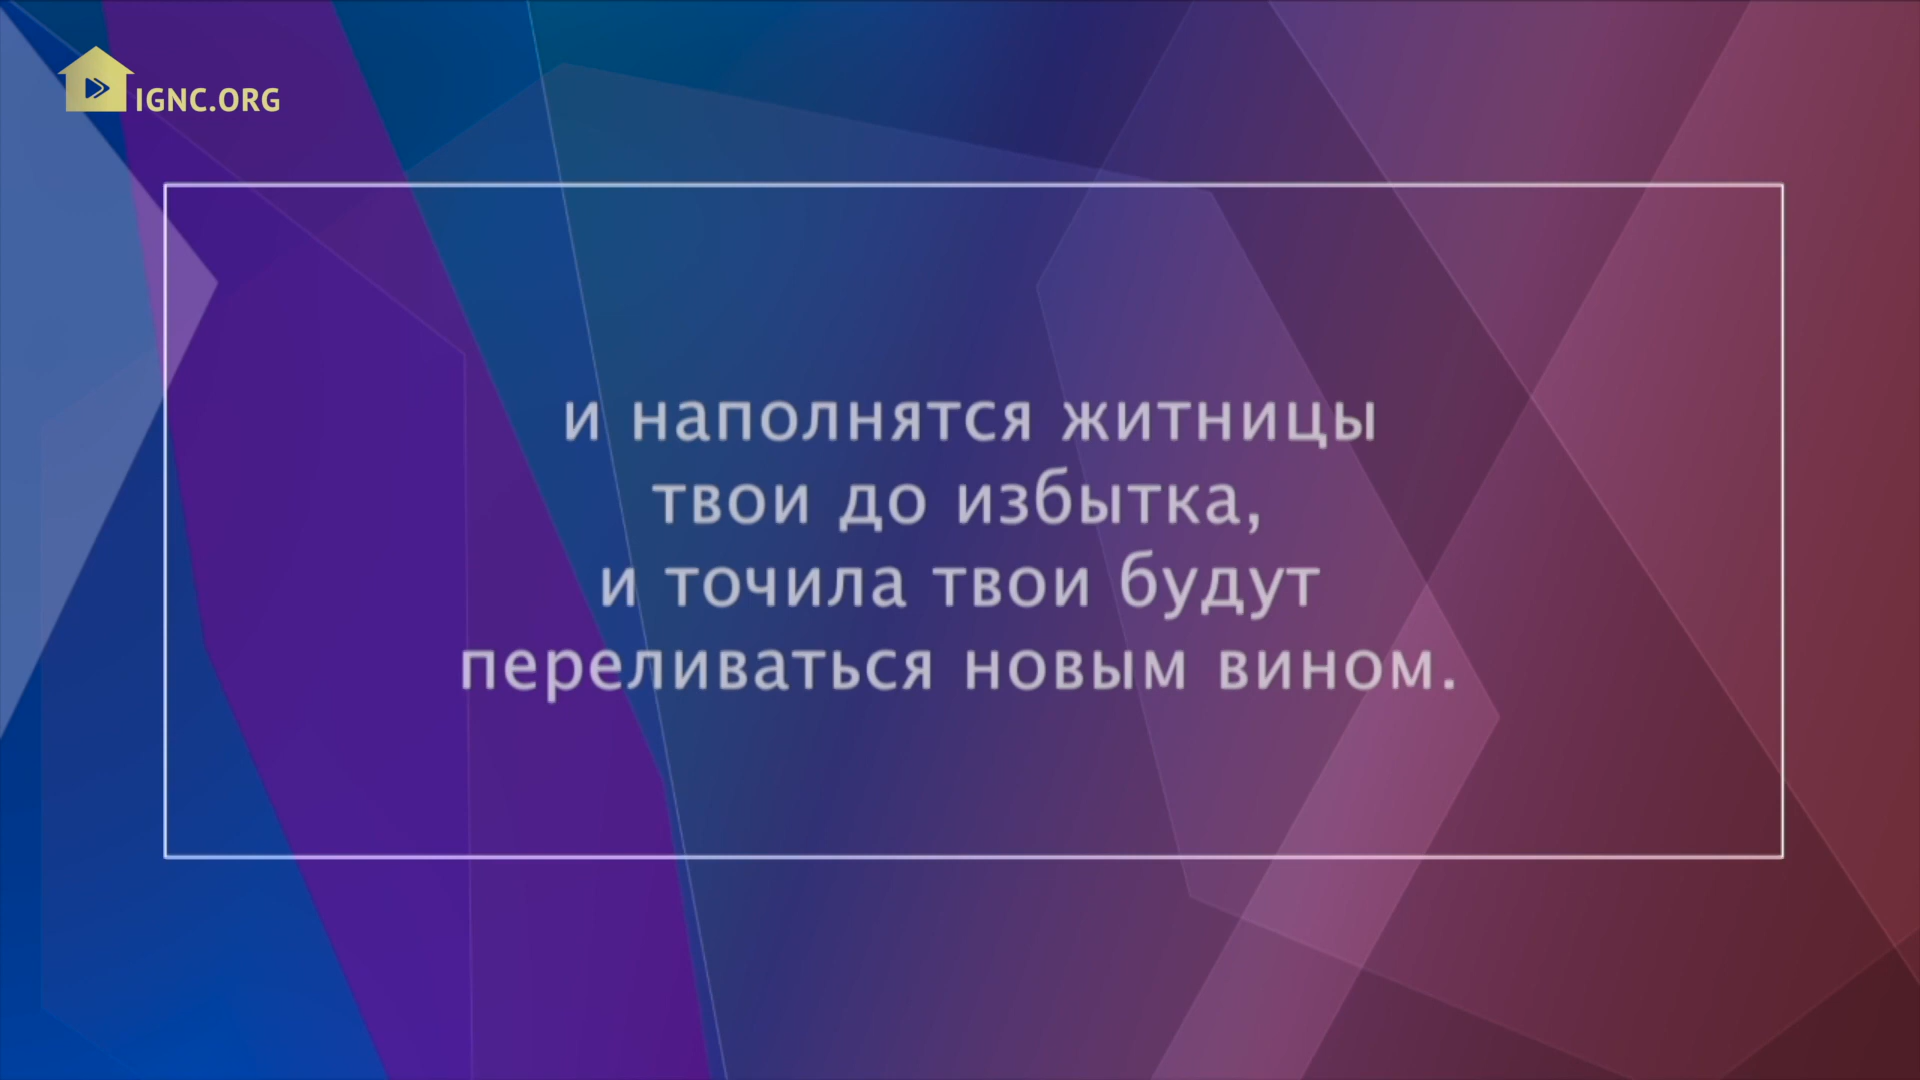 IGNC.ORG
и наполнятся житницы
твои до избытка,
и точила твои будут
переливаться новым вином.